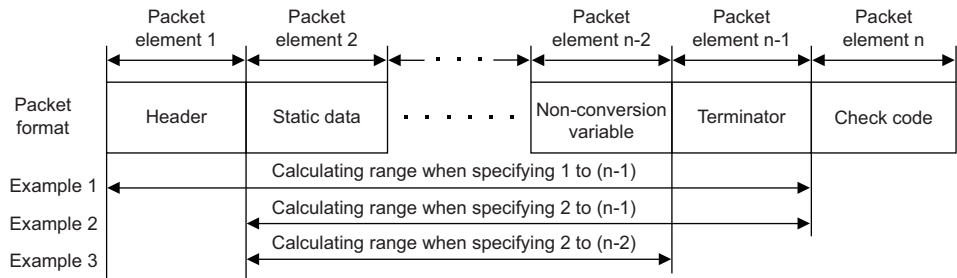 Packet element 1
Packet element 2
Packet element n-2
Packet element n-1
Packet element n
Packet format
Header
Static data
Non-conversion variable
Terminator
Check code
Example 1
Calculating range when specifying 1 to (n-1)
Example 2
Calculating range when specifying 2 to (n-1)
Example 3
Calculating range when specifying 2 to (n-2)